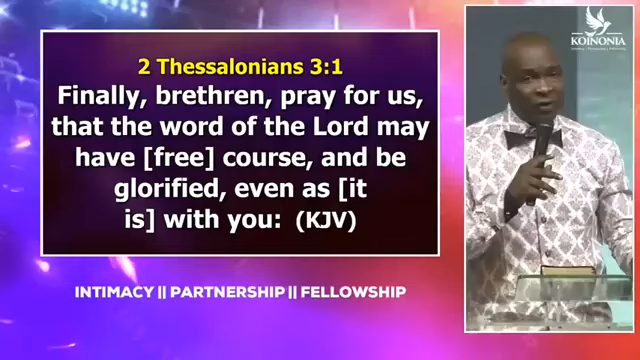 2 Thessalonians 3:1
Finally, brethren, pray for us,
that the word of the Lord may
have [free] course, and be
glorified, even as [it
is] with you: (KJV)
INTIMACY || PARTNERSHIP || FELLOWSHIP
KOINONIA